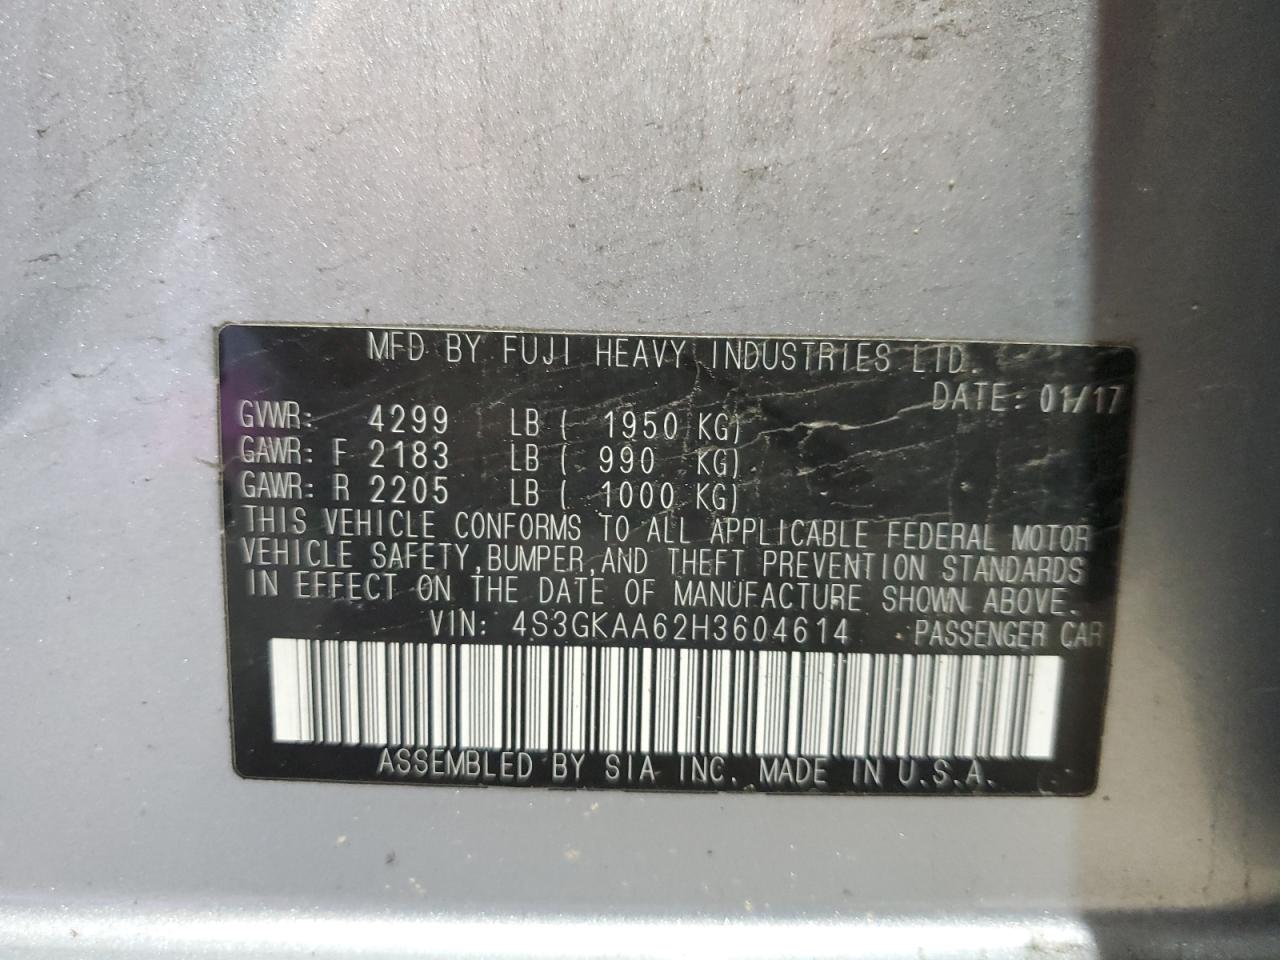 MFD BY FUJI HEAVY INDUSTRIES LTD.
DATE: 01/17
GVWR: 4299 LB ( 1950 KG)
GAWR: F 2183 LB ( 990 KG)
GAWR: R 2205 LB ( 1000 KG)
THIS VEHICLE CONFORMS TO ALL APPLICABLE FEDERAL MOTOR
VEHICLE SAFETY,BUMPER,AND THEFT PREVENTION STANDARDS
IN EFFECT ON THE DATE OF MANUFACTURE SHOWN ABOVE.
VIN: 4S3GKAA62H3604614 PASSENGER CAR
ASSEMBLED BY SIA INC. MADE IN U.S.A.